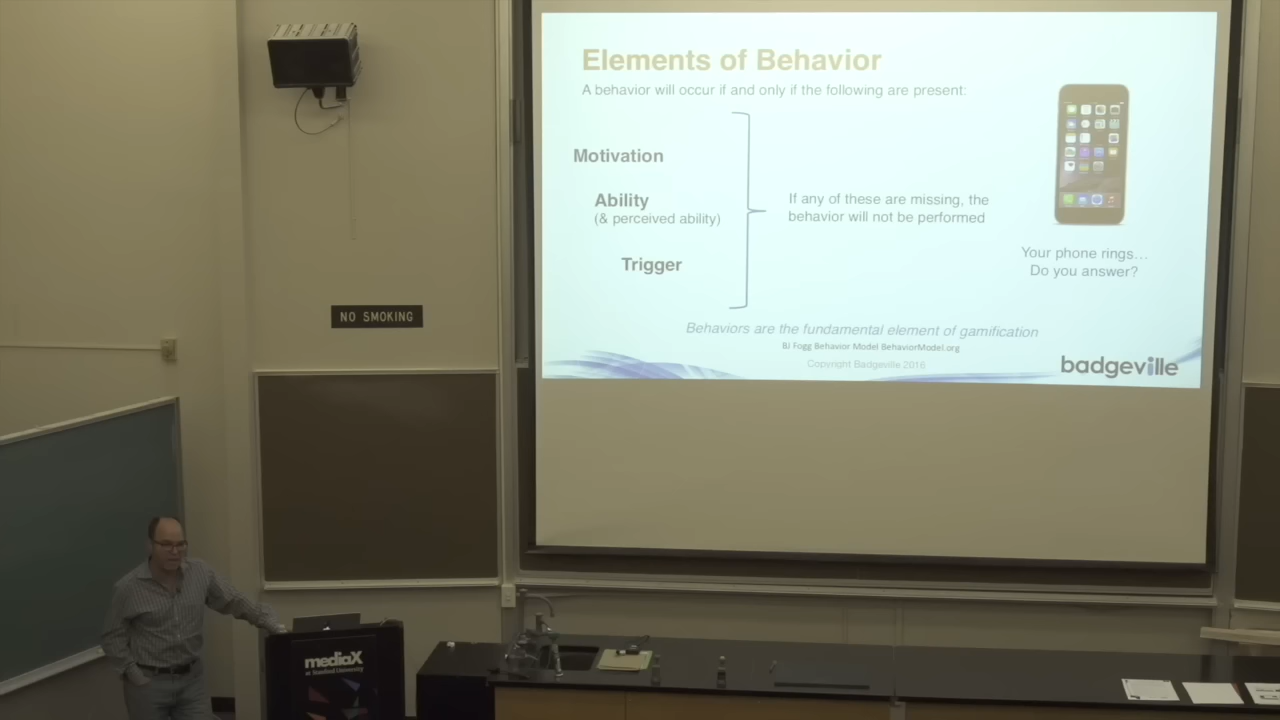 Elements of Behavior
A behavior will occur if and only if the following are present:
Motivation
Ability
(& perceived ability)
Trigger
If any of these are missing, the
behavior will not be performed
Your phone rings...
Do you answer?
Behaviors are the fundamental element of gamification
BJ Fogg Behavior Model BehaviorModel.org
Copyright Badgeville 2016
badgeville
NO SMOKING
mediaX
at Stanford University